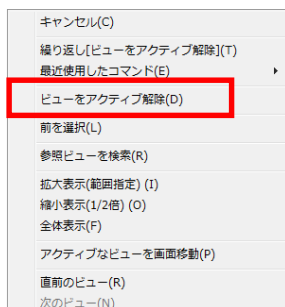 キャンセル(C)
繰り返し[ビューをアクティブ解除](T)
最近使用したコマンド(E)
ビューをアクティブ解除(D)
前を選択(L)
参照ビューを検索(R)
拡大表示(範囲指定) (I)
縮小表示(1/2倍) (O)
全体表示(F)
アクティブなビューを画面移動(P)
直前のビュー(R)
次のビュー(N)